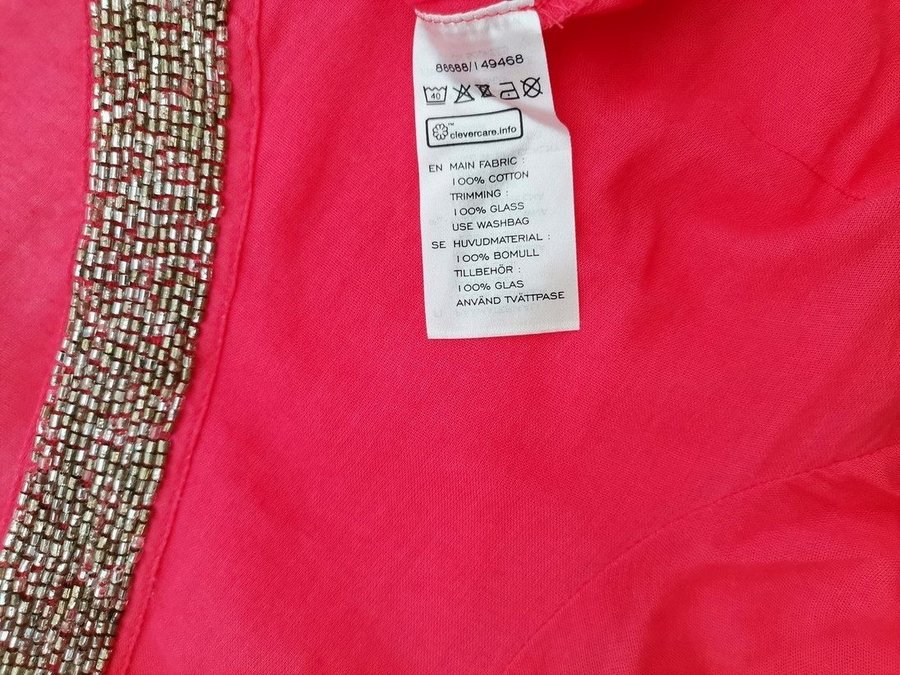 88688/149468
40
clevercare.info
EN MAIN FABRIC :
100% COTTON
TRIMMING :
100% GLASS
USE WASHBAG
SE HUVUDMATERIAL :
100% BOMULL
TILLBEHÖR :
100% GLAS
ANVÄND TVÄTTPASE